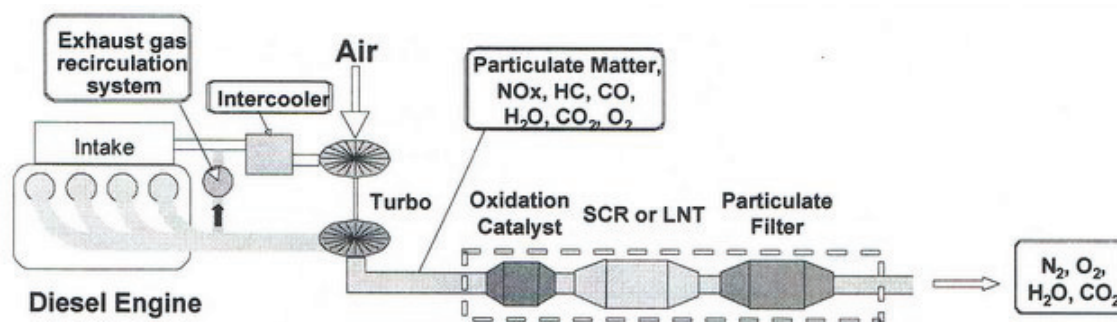 Exhaust gas
recirculation
system
Air
Intercooler
Particulate Matter,
NOx, HC, CO,
H₂O, CO₂, O₂
Intake
Turbo
Oxidation
Catalyst
SCR or LNT
Particulate
Filter
Diesel Engine
N₂, O₂,
H₂O, CO₂